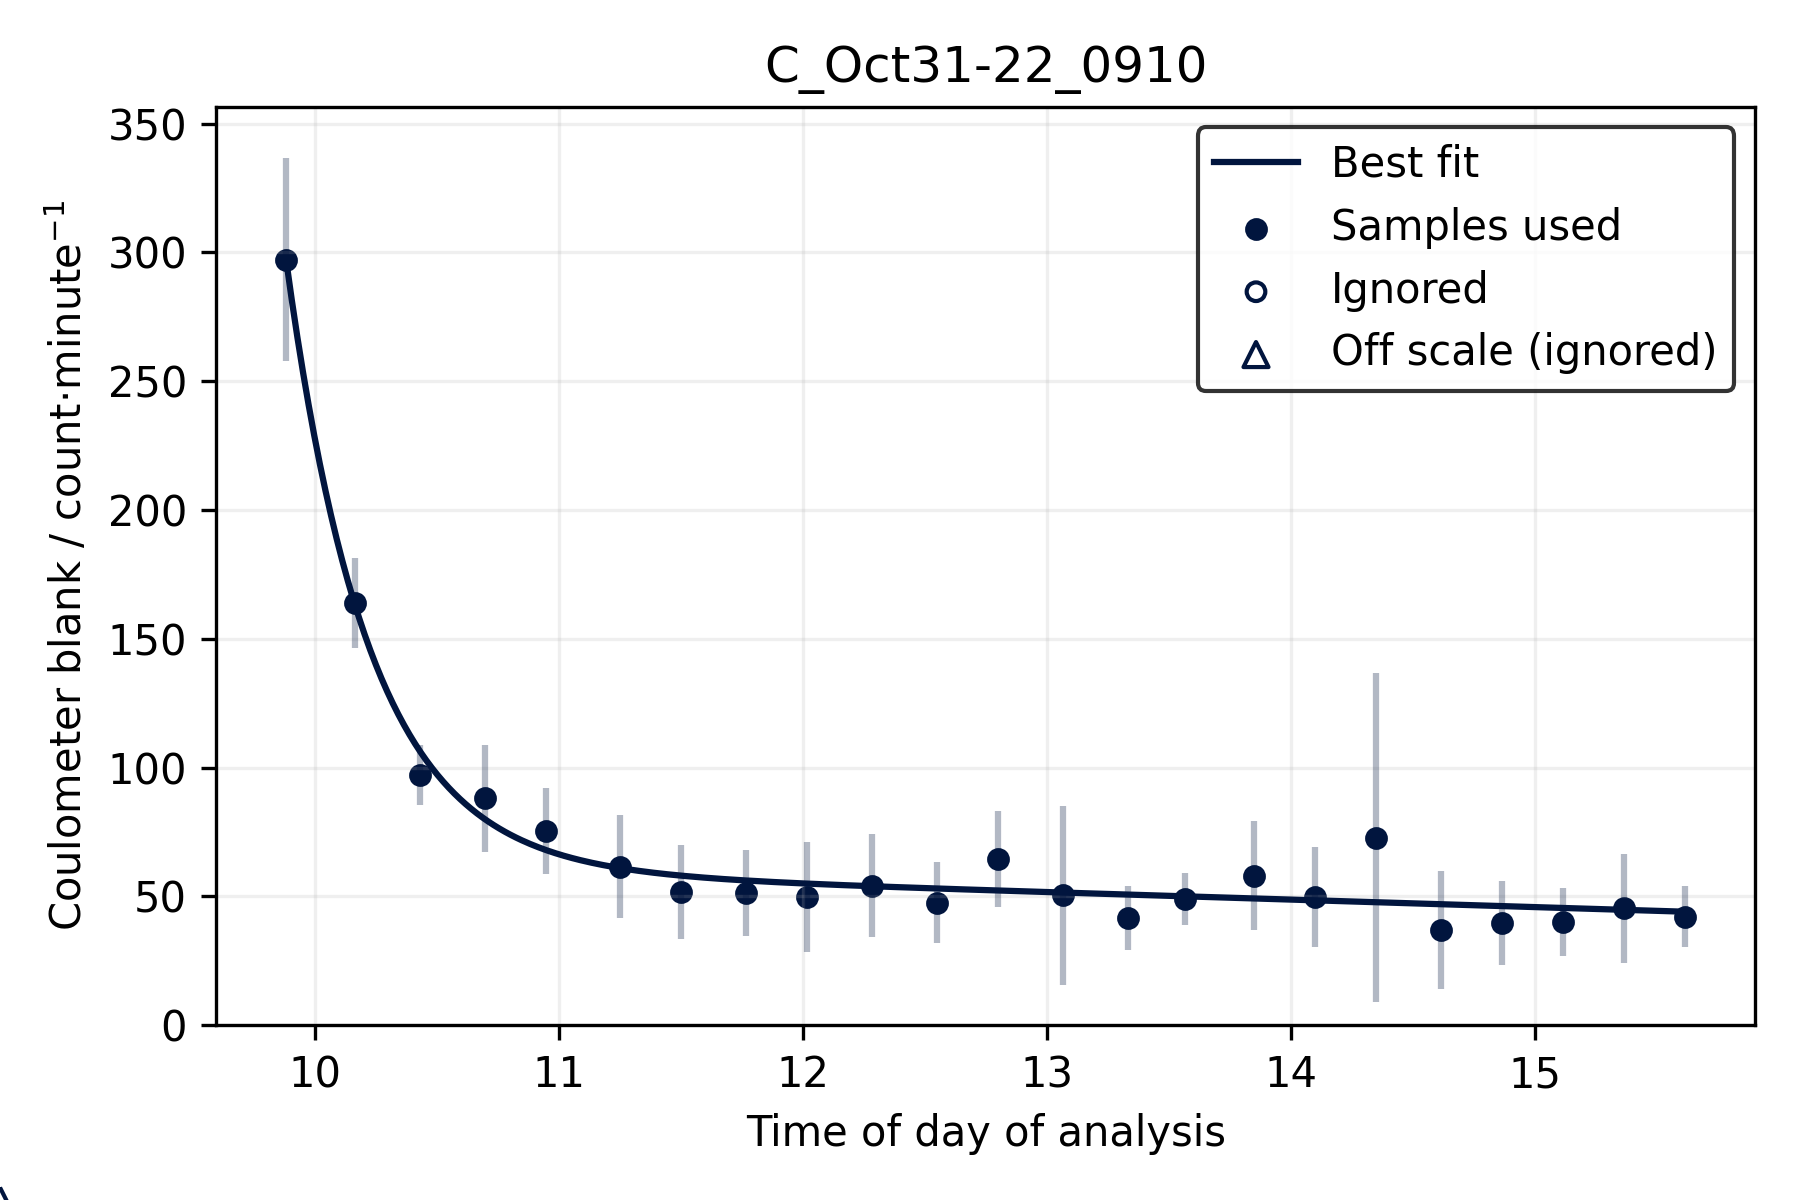 C_Oct31-22_0910
Coulometer blank / count·minute⁻¹
350
300
250
200
150
100
50
0
Best fit
Samples used
Ignored
Off scale (ignored)
10 11 12 13 14 15
Time of day of analysis